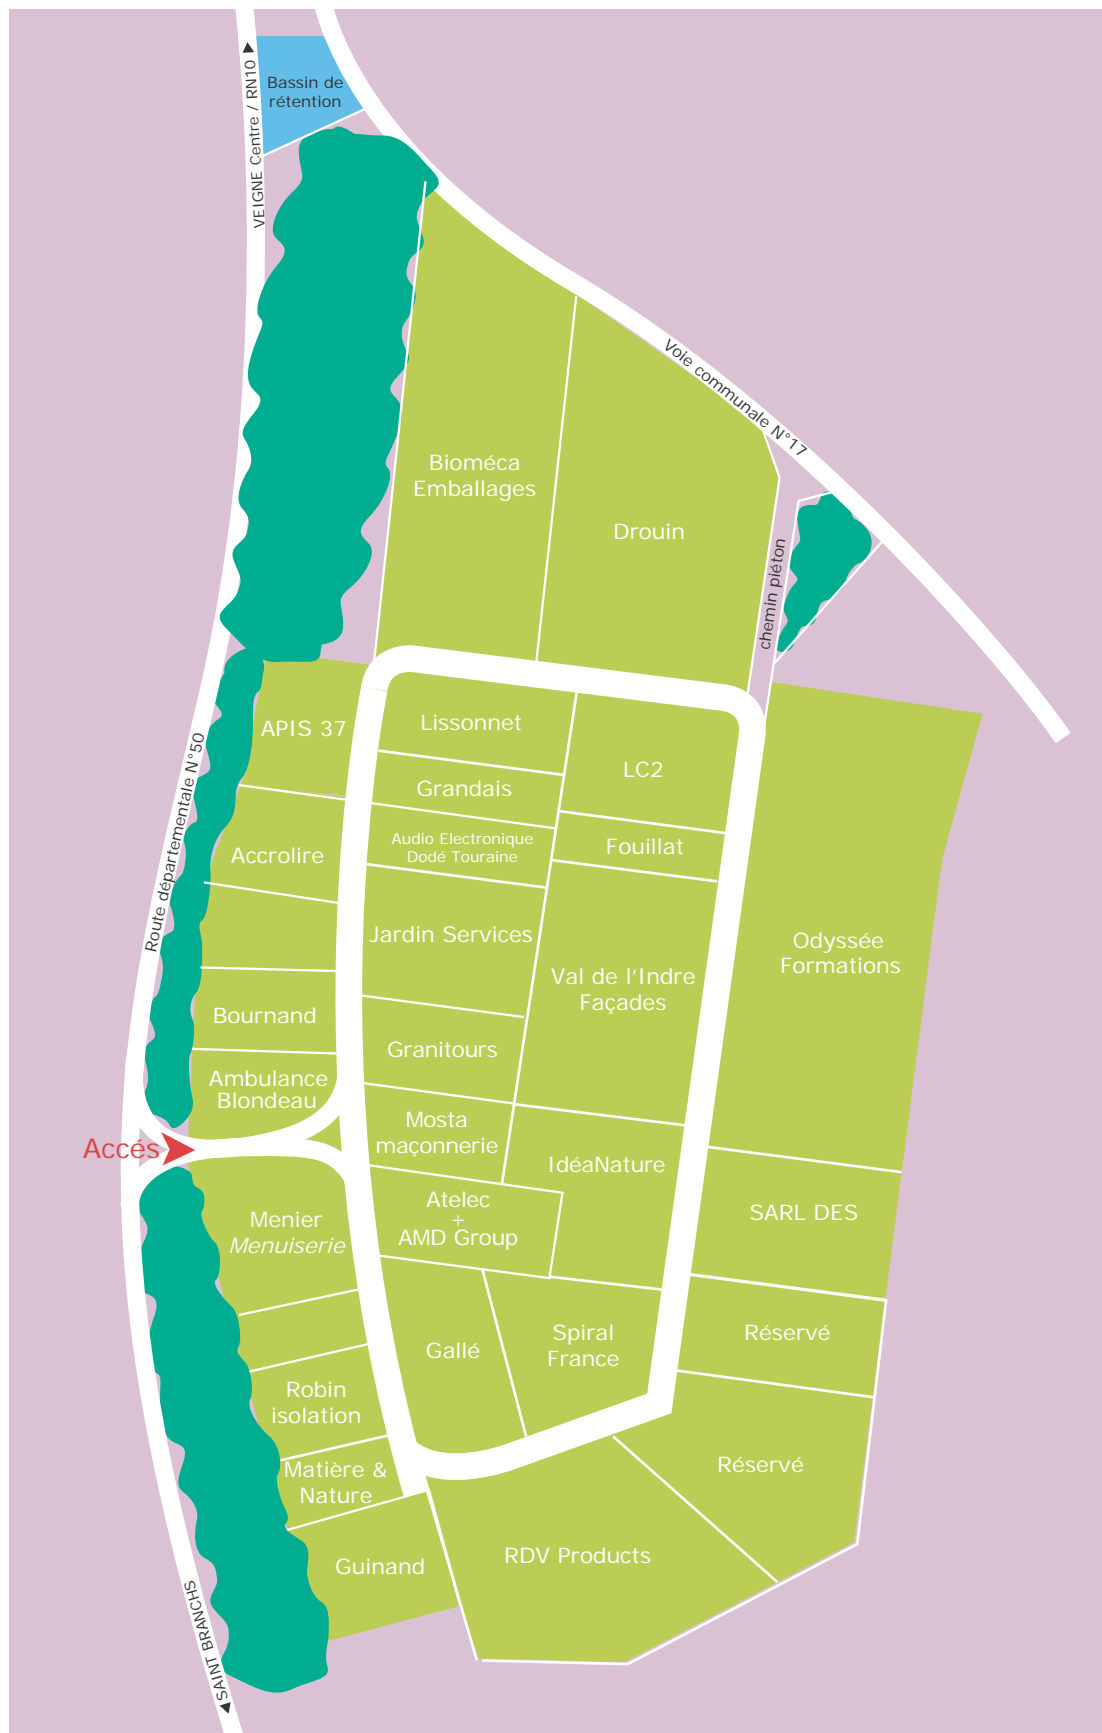 VEIGNE Centre / RN10
Bassin de
rétention
Voie communale N°17
Bioméca
Emballages
Drouin
chemin piéton
APIS 37
Lissonnet
LC2
Grandais
Route départementale N°50
Accrolire
Audio Electronique
Dodé Touraine
Fouillat
Jardin Services
Odyssée
Formations
Val de l'Indre
Façades
Bournand
Granitours
Ambulance
Blondeau
Accés
Mosta
maçonnerie
IdéaNature
Menier
Menuiserie
Atelec
+
AMD Group
SARL DES
Gallé
Spiral
France
Réservé
Robin
isolation
Matière &
Nature
Réservé
Guinand
RDV Products
SAINT BRANCHS